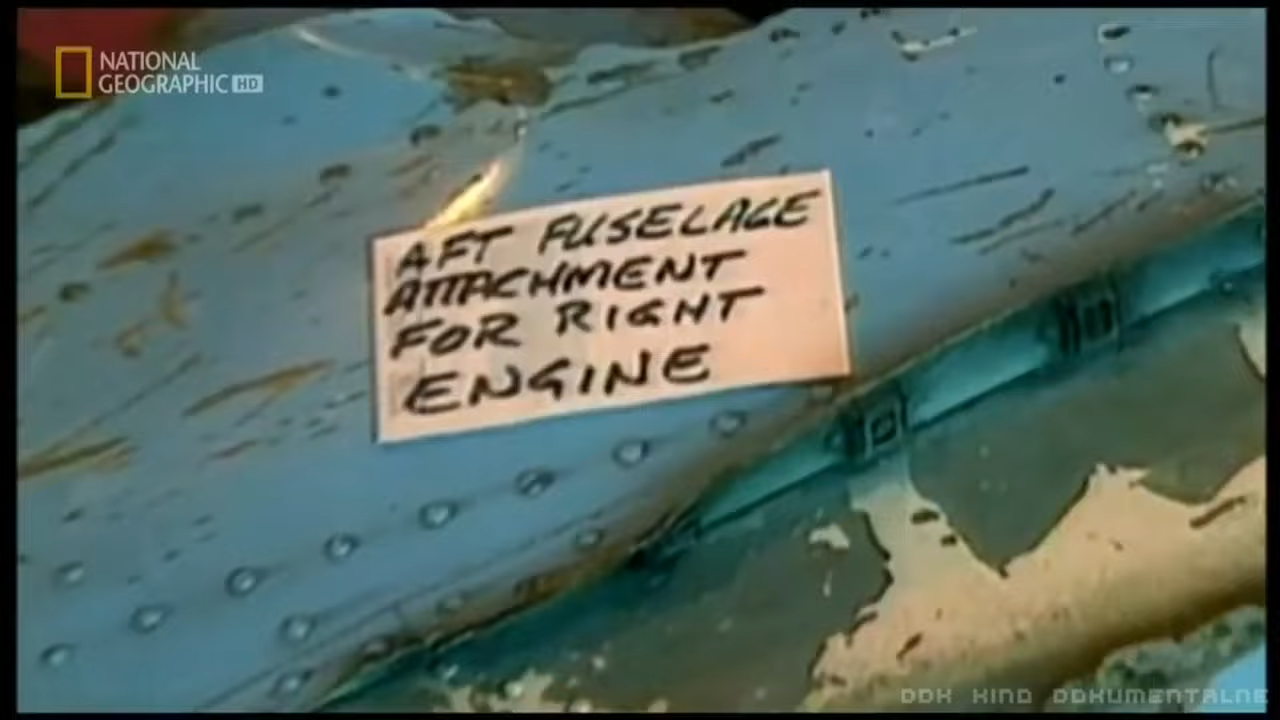 NATIONAL
GEOGRAPHIC HD
AFT FUSELAGE
ATTACHMENT
FOR RIGHT
ENGINE
DDK KINO DOKUMENTALNE